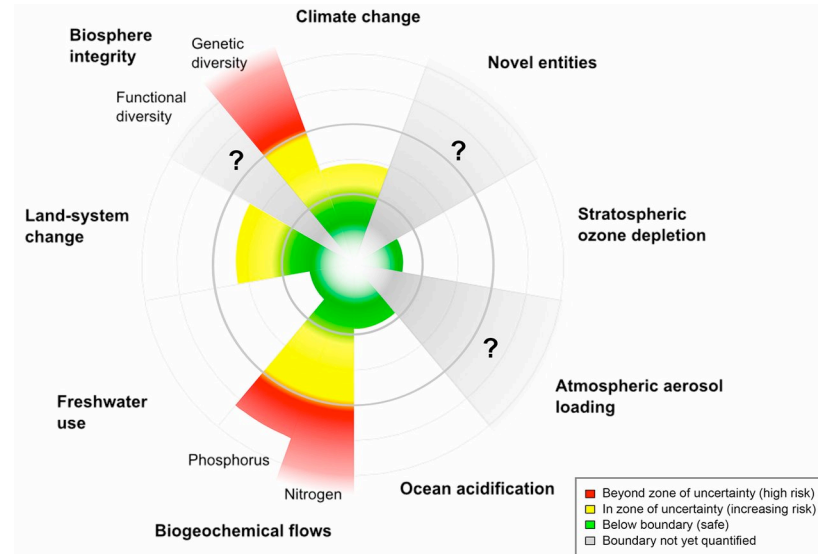 Climate change
Biosphere
integrity
Genetic
diversity
Novel entities
Functional
diversity
?
?
Land-system
change
Stratospheric
ozone depletion
?
Atmospheric aerosol
loading
Freshwater
use
Phosphorus
Nitrogen
Ocean acidification
Biogeochemical flows
Beyond zone of uncertainty (high risk)
In zone of uncertainty (increasing risk)
Below boundary (safe)
Boundary not yet quantified